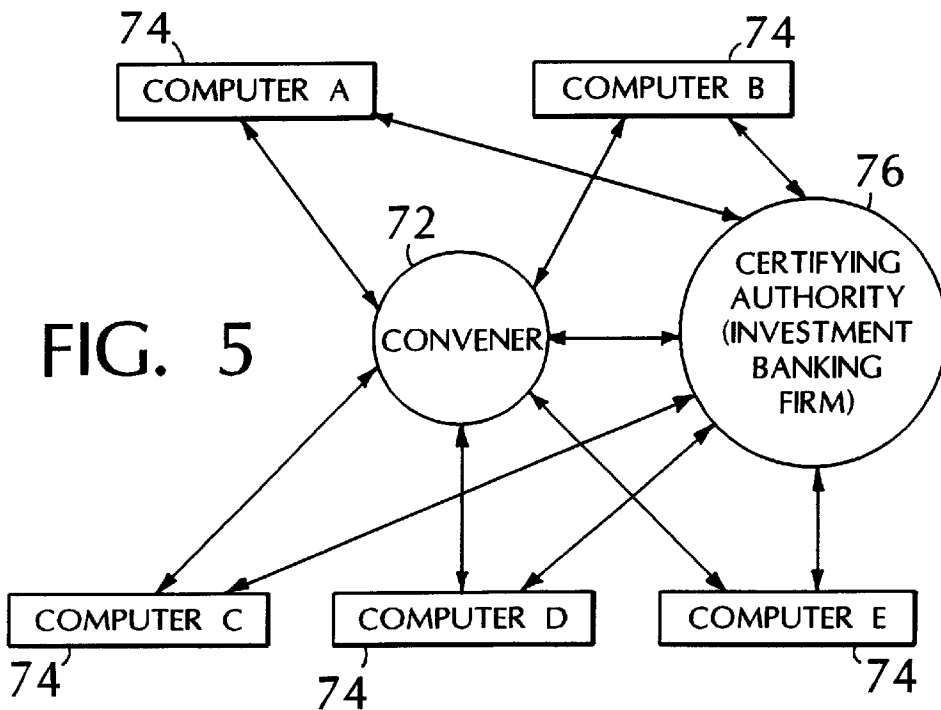 74
74
COMPUTER A
COMPUTER B
76
72
CERTIFYING
AUTHORITY
(INVESTMENT
BANKING
FIRM)
CONVENER
FIG. 5
COMPUTER C
COMPUTER D
COMPUTER E
74
74
74